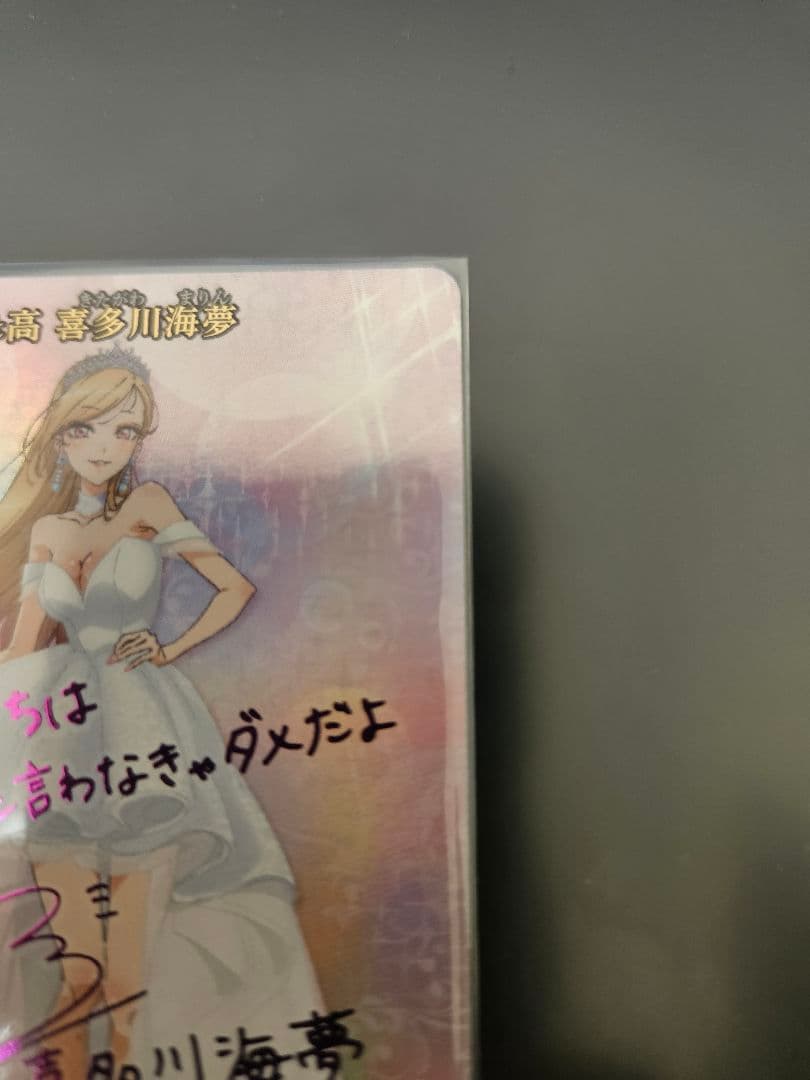 きたがわ まりん
高 喜多川海夢
ちは
言わなきゃダメだよ
喜多川海夢